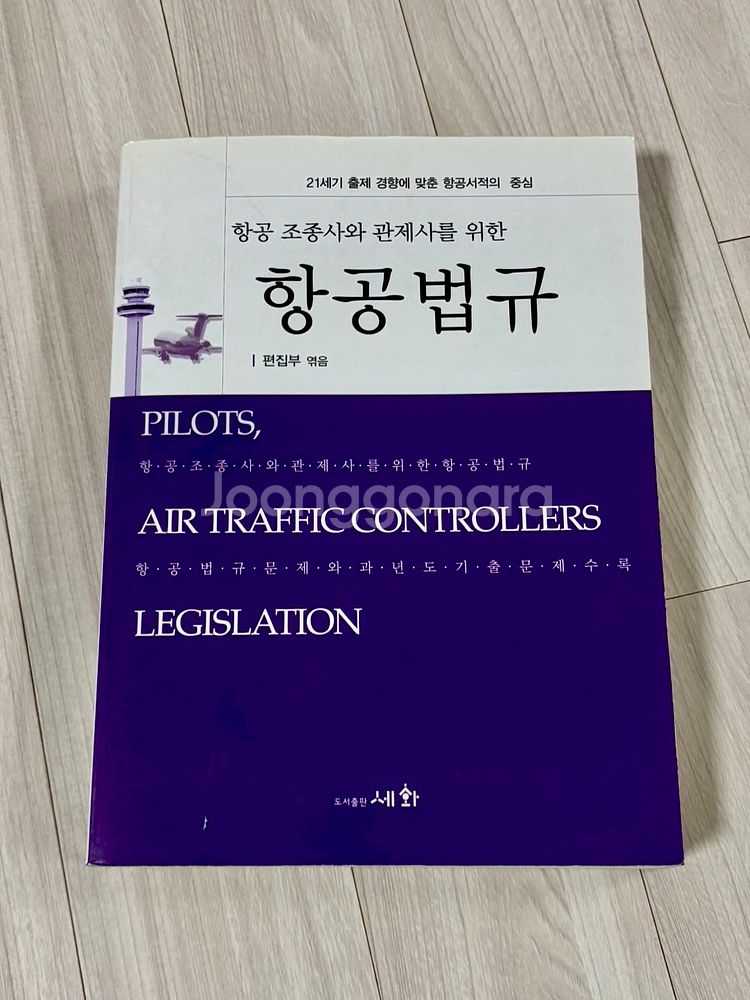 21세기 출제 경향에 맞춘 항공서적의 중심
항공 조종사와 관제사를 위한
항공법규
편집부 엮음
PILOTS,
항·공·조·종·사·와·관·제·사·를·위·한·항·공·법·규
Joonggonara
AIR TRAFFIC CONTROLLERS
항·공·법·규·문·제·와·과·년·도·기·출·문·제·수·록
LEGISLATION
도서출판 세화